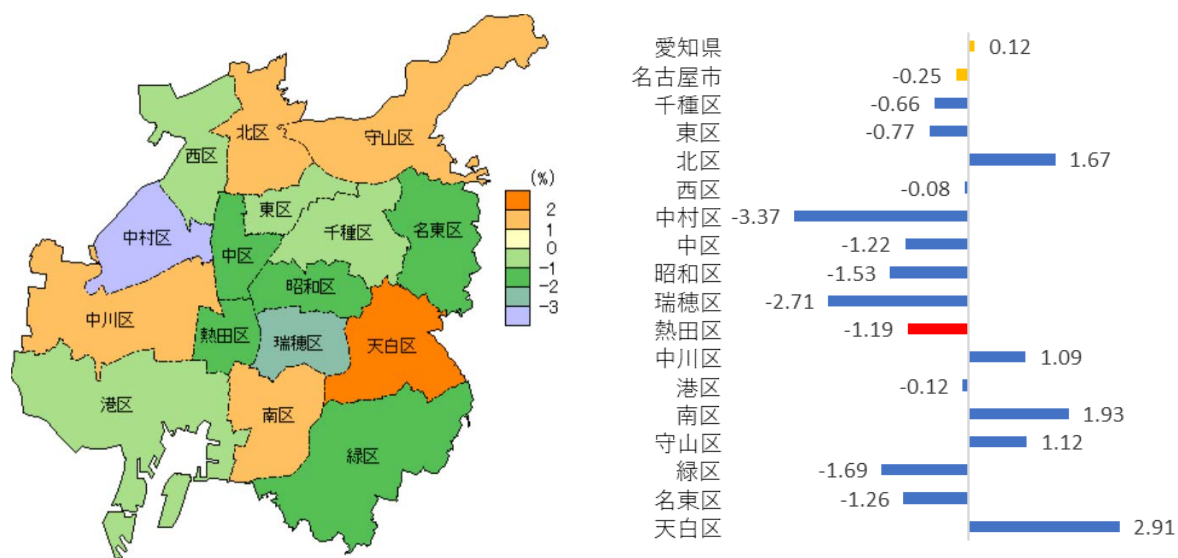 北区
守山区
西区
東区
千種区
名東区
中村区
中区
昭和区
中川区
熱田区
瑞穂区
天白区
港区
南区
緑区
(%)
2
1
0
-1
-2
-3
愛知県 0.12
名古屋市 -0.25
千種区 -0.66
東区 -0.77
北区 1.67
西区 -0.08
中村区 -3.37
中区 -1.22
昭和区 -1.53
瑞穂区 -2.71
熱田区 -1.19
中川区 1.09
港区 -0.12
南区 1.93
守山区 1.12
緑区 -1.69
名東区 -1.26
天白区 2.91